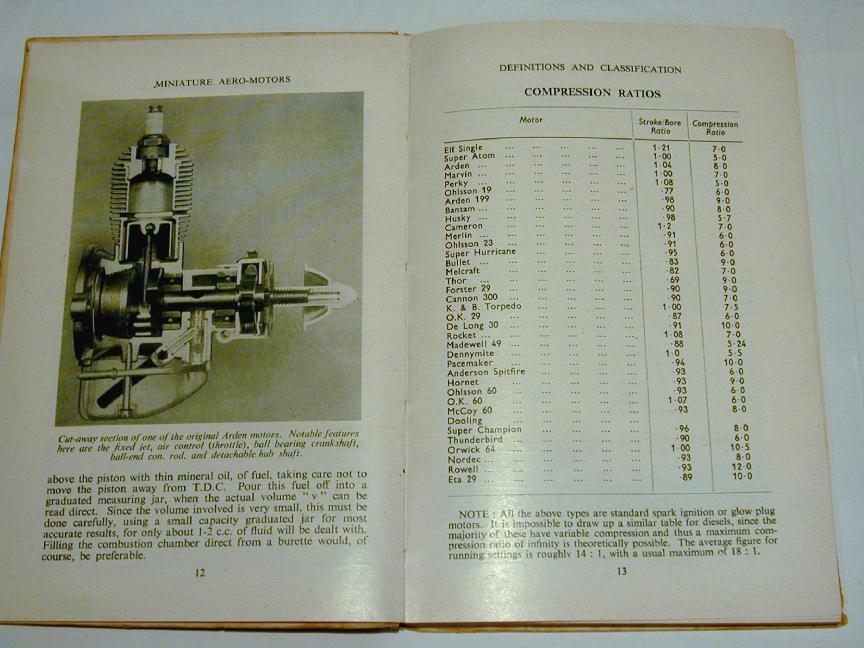 MINIATURE AERO-MOTORS
Cut-away section of one of the original Arden motors. Notable features
here are the fixed jet, air control (throttle), ball bearing crankshaft,
ball-end con. rod. and detachable hub shaft.
above the piston with thin mineral oil, of fuel, taking care not to
move the piston away from T.D.C. Pour this fuel off into a
graduated measuring jar, when the actual volume " v " can be
read direct. Since the volume involved is very small, this must be
done carefully, using a small capacity graduated jar for most
accurate results, for only about 1-2 c.c. of fluid will be dealt with.
Filling the combustion chamber direct from a burette would, of
course, be preferable.
12
DEFINITIONS AND CLASSIFICATION
COMPRESSION RATIOS
Motor Stroke/Bore Ratio Compression Ratio
Elf Single ... ... ... ... ... 1·21 7·0
Super Atom ... ... ... ... ... 1·00 5·0
Arden ... ... ... ... ... 1·04 8·0
Marvin ... ... ... ... ... 1·00 7·0
Perky ... ... ... ... ... 1·08 5·0
Ohlsson 19 ... ... ... ... ... ·77 6·0
Arden 199 ... ... ... ... ... ·98 9·0
Bantam ... ... ... ... ... ·90 8·0
Husky ... ... ... ... ... ·98 5·7
Cameron ... ... ... ... ... 1·2 7·0
Merlin ... ... ... ... ... ·91 6·0
Ohlsson 23 ... ... ... ... ... ·91 6·0
Super Hurricane ... ... ... ... ·95 6·0
Bullet ... ... ... ... ... ·83 9·0
Melcraft ... ... ... ... ... ·82 7·0
Thor ... ... ... ... ... ·69 9·0
Forster 29 ... ... ... ... ... ·90 9·0
Cannon 300 ... ... ... ... ... ·90 7·0
K. & B. Torpedo ... ... ... ... 1·00 7·5
O.K. 29 ... ... ... ... ... ·87 6·0
De Long 30 ... ... ... ... ... ·91 10·0
Rocket ... ... ... ... ... 1·08 7·0
Madewell 49 ... ... ... ... ... ·88 5·24
Dennymite ... ... ... ... ... 1·0 5·5
Pacemaker ... ... ... ... ... ·94 10·0
Anderson Spitfire ... ... ... ... ·93 6·0
Hornet ... ... ... ... ... ·93 9·0
Ohlsson 60 ... ... ... ... ... ·93 6·0
O.K. 60 ... ... ... ... ... 1·07 6·0
McCoy 60 ... ... ... ... ... ·93 8·0
Dooling ... ... ... ... ...
Super Champion ... ... ... ... ·96 8·0
Thunderbird ... ... ... ... ... ·90 6·0
Orwick 64 ... ... ... ... ... 1·00 10·5
Nordec ... ... ... ... ... ·93 8·0
Rowell ... ... ... ... ... ·93 12·0
Eta 29 ... ... ... ... ... ·89 10·0
NOTE : All the above types are standard spark ignition or glow plug
motors. It is impossible to draw up a similar table for diesels, since the
majority of these have variable compression and thus a maximum com-
pression ratio of infinity is theoretically possible. The average figure for
running settings is roughly 14 : 1, with a usual maximum of 18 : 1.
13